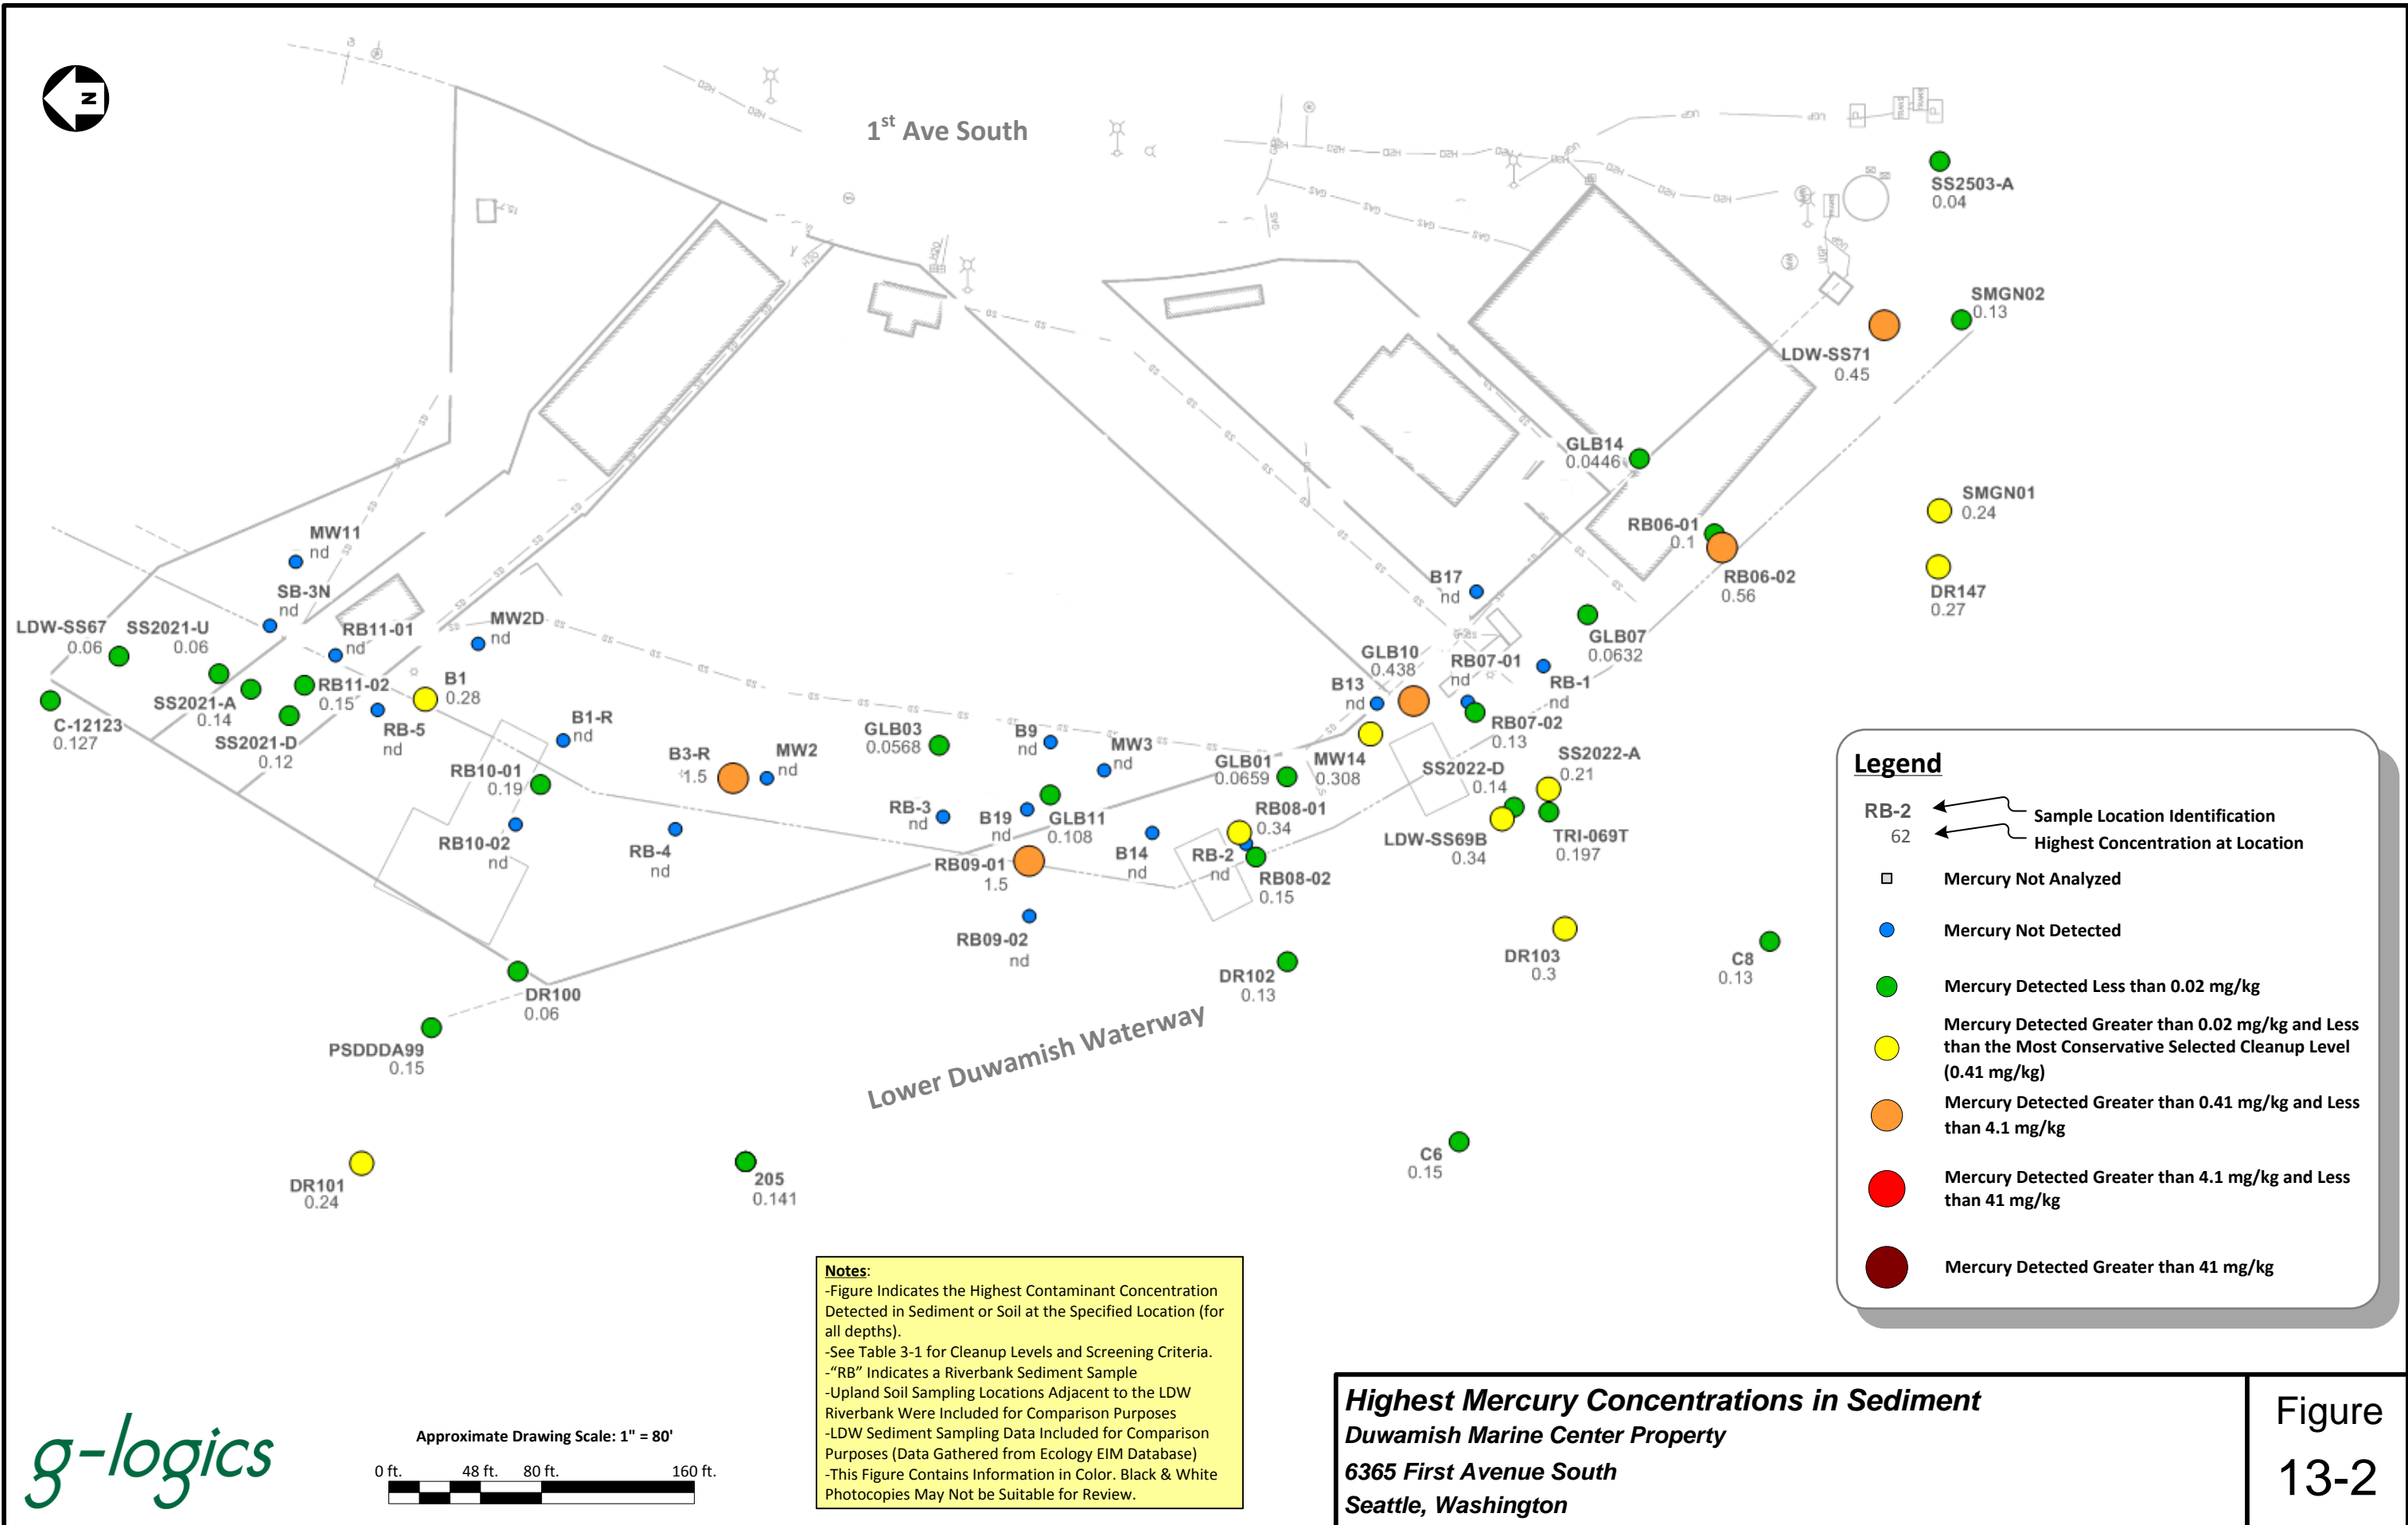 N
1st Ave South
SS2503-A
0.04
SMGN02
0.13
LDW-SS71
0.45
GLB14
0.0446
SMGN01
0.24
RB06-01
0.1
RB06-02
0.56
DR147
0.27
MW11
nd
SB-3N
nd
LDW-SS67
0.06
SS2021-U
0.06
RB11-01
nd
MW2D
nd
B17
nd
GLB07
0.0632
GLB10
0.438
RB07-01
nd
RB-1
nd
B13
nd
RB11-02
0.15
B1
0.28
SS2021-A
0.14
C-12123
0.127
SS2021-D
0.12
RB-5
nd
B1-R
nd
GLB03
0.0568
B9
nd
MW3
nd
RB07-02
0.13
B3-R
1.5
MW2
nd
RB10-01
0.19
GLB01
0.0659
MW14
0.308
SS2022-D
0.14
SS2022-A
0.21
RB-3
nd
B19
nd
GLB11
0.108
RB08-01
0.34
LDW-SS69B
0.34
TRI-069T
0.197
RB10-02
nd
RB-4
nd
RB09-01
1.5
B14
nd
RB-2
nd
RB08-02
0.15
RB09-02
nd
DR102
0.13
DR103
0.3
C8
0.13
DR100
0.06
PSDDDA99
0.15
Lower Duwamish Waterway
DR101
0.24
205
0.141
C6
0.15
Legend
RB-2
Sample Location Identification
62
Highest Concentration at Location
Mercury Not Analyzed
Mercury Not Detected
Mercury Detected Less than 0.02 mg/kg
Mercury Detected Greater than 0.02 mg/kg and Less
than the Most Conservative Selected Cleanup Level
(0.41 mg/kg)
Mercury Detected Greater than 0.41 mg/kg and Less
than 4.1 mg/kg
Mercury Detected Greater than 4.1 mg/kg and Less
than 41 mg/kg
Mercury Detected Greater than 41 mg/kg
Notes:
-Figure Indicates the Highest Contaminant Concentration
Detected in Sediment or Soil at the Specified Location (for
all depths).
-See Table 3-1 for Cleanup Levels and Screening Criteria.
-“RB” Indicates a Riverbank Sediment Sample
-Upland Soil Sampling Locations Adjacent to the LDW
Riverbank Were Included for Comparison Purposes
-LDW Sediment Sampling Data Included for Comparison
Purposes (Data Gathered from Ecology EIM Database)
-This Figure Contains Information in Color. Black & White
Photocopies May Not be Suitable for Review.
g-logics
Approximate Drawing Scale: 1" = 80'
0 ft. 48 ft. 80 ft. 160 ft.
Highest Mercury Concentrations in Sediment
Duwamish Marine Center Property
6365 First Avenue South
Seattle, Washington
Figure
13-2